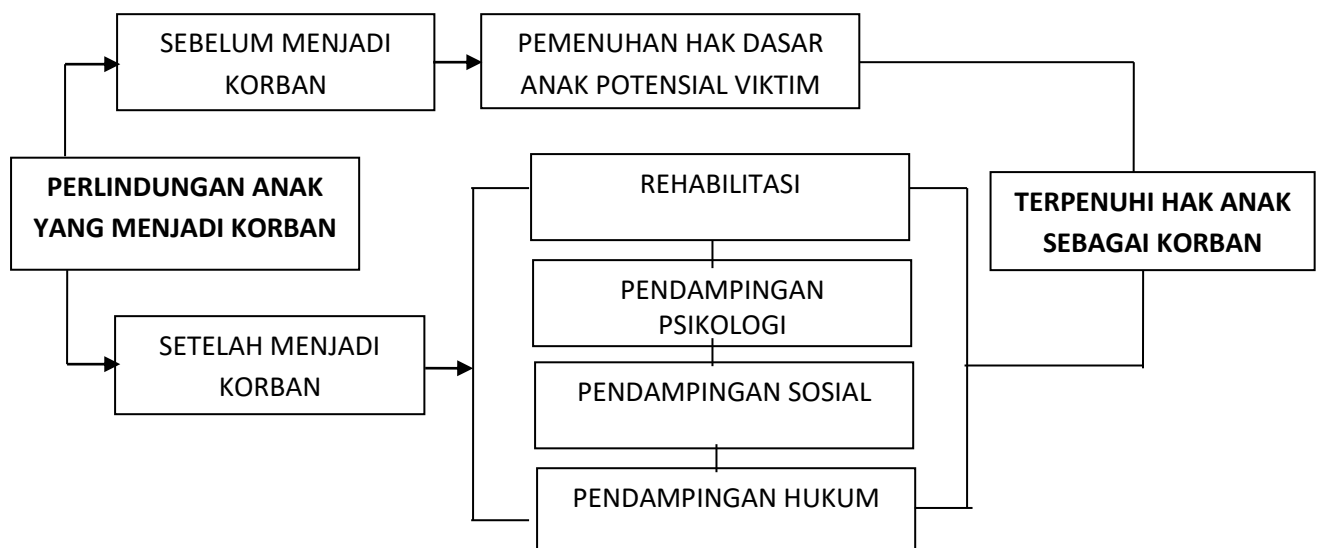 SEBELUM MENJADI
KORBAN
PEMENUHAN HAK DASAR
ANAK POTENSIAL VIKTIM
PERLINDUNGAN ANAK
YANG MENJADI KORBAN
REHABILITASI
TERPENUHI HAK ANAK
SEBAGAI KORBAN
PENDAMPINGAN
PSIKOLOGI
SETELAH MENJADI
KORBAN
PENDAMPINGAN SOSIAL
PENDAMPINGAN HUKUM